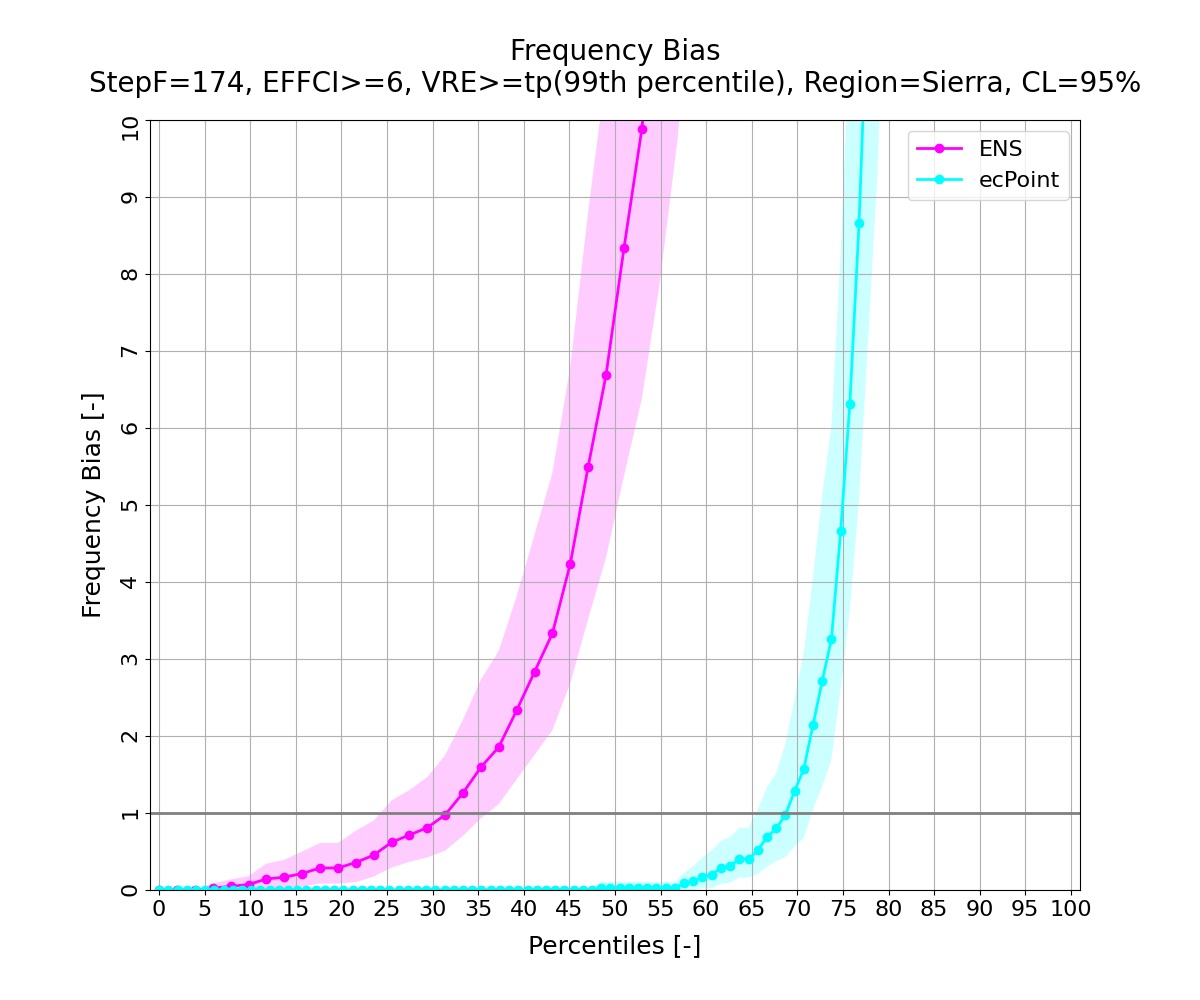 Frequency Bias
StepF=174, EFFCI>=6, VRE>=tp(99th percentile), Region=Sierra, CL=95%
10
9
8
7
6
5
4
3
2
1
0
Frequency Bias [-]
ENS
ecPoint
0 5 10 15 20 25 30 35 40 45 50 55 60 65 70 75 80 85 90 95 100
Percentiles [-]